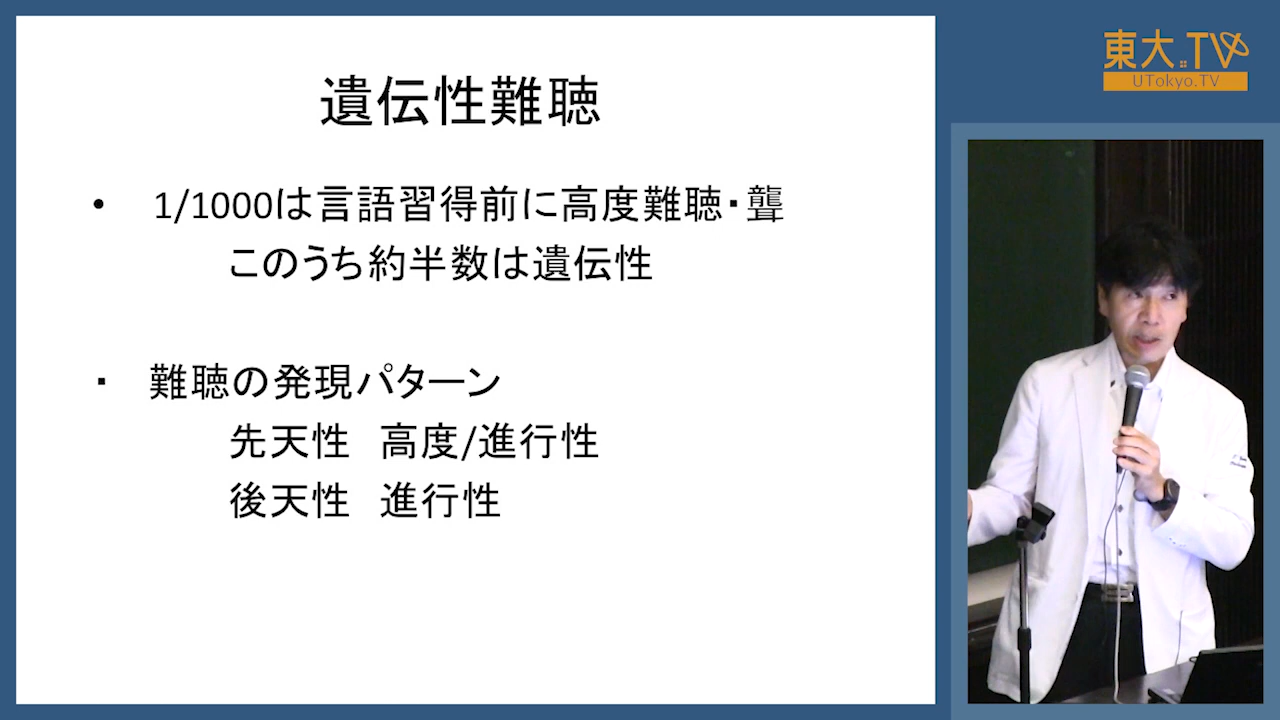 遺伝性難聴
• 1/1000は言語習得前に高度難聴・聾
このうち約半数は遺伝性
・ 難聴の発現パターン
先天性 高度/進行性
後天性 進行性
東大.TV
UTokyo.TV